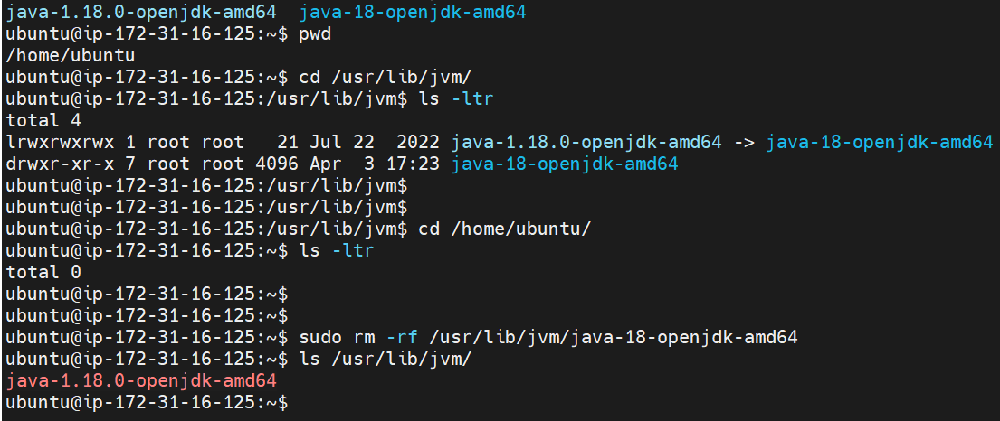 java-1.18.0-openjdk-amd64  java-18-openjdk-amd64
ubuntu@ip-172-31-16-125:~$ pwd
/home/ubuntu
ubuntu@ip-172-31-16-125:~$ cd /usr/lib/jvm/
ubuntu@ip-172-31-16-125:/usr/lib/jvm$ ls -ltr
total 4
lrwxrwxrwx 1 root root   21 Jul 22  2022 java-1.18.0-openjdk-amd64 -> java-18-openjdk-amd64
drwxr-xr-x 7 root root 4096 Apr  3 17:23 java-18-openjdk-amd64
ubuntu@ip-172-31-16-125:/usr/lib/jvm$
ubuntu@ip-172-31-16-125:/usr/lib/jvm$
ubuntu@ip-172-31-16-125:/usr/lib/jvm$ cd /home/ubuntu/
ubuntu@ip-172-31-16-125:~$ ls -ltr
total 0
ubuntu@ip-172-31-16-125:~$
ubuntu@ip-172-31-16-125:~$
ubuntu@ip-172-31-16-125:~$ sudo rm -rf /usr/lib/jvm/java-18-openjdk-amd64
ubuntu@ip-172-31-16-125:~$ ls /usr/lib/jvm/
java-1.18.0-openjdk-amd64
ubuntu@ip-172-31-16-125:~$